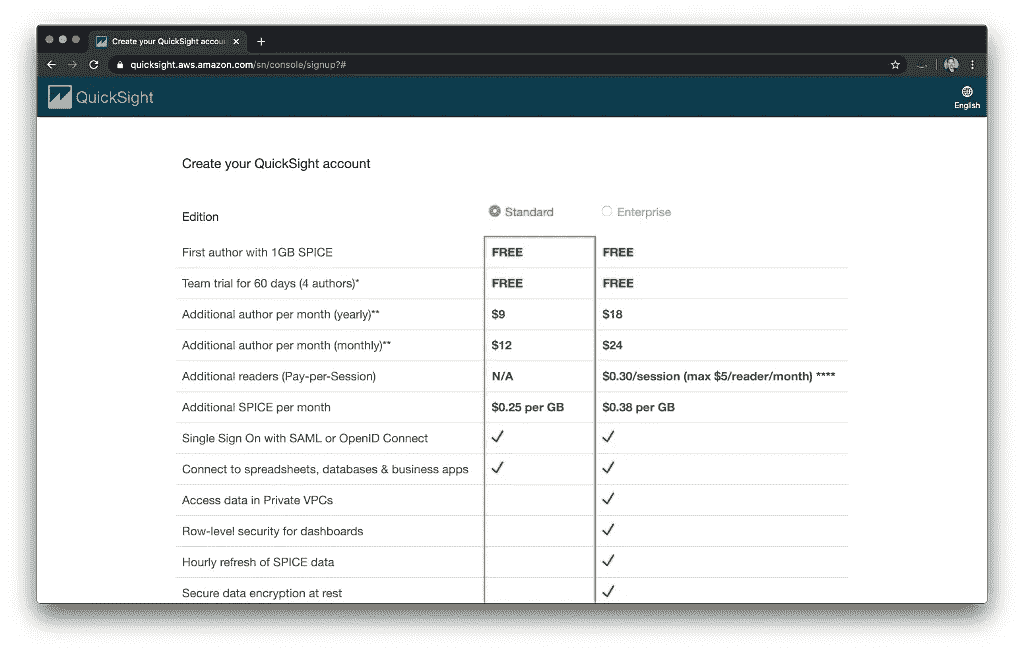 Create your QuickSight accou
quicksight.aws.amazon.com/sn/console/signup?#
QuickSight
English
Create your QuickSight account
Edition Standard Enterprise
First author with 1GB SPICE FREE FREE
Team trial for 60 days (4 authors)* FREE FREE
Additional author per month (yearly)** $9 $18
Additional author per month (monthly)** $12 $24
Additional readers (Pay-per-Session) N/A $0.30/session (max $5/reader/month) ****
Additional SPICE per month $0.25 per GB $0.38 per GB
Single Sign On with SAML or OpenID Connect ✓ ✓
Connect to spreadsheets, databases & business apps ✓ ✓
Access data in Private VPCs ✓
Row-level security for dashboards ✓
Hourly refresh of SPICE data ✓
Secure data encryption at rest ✓